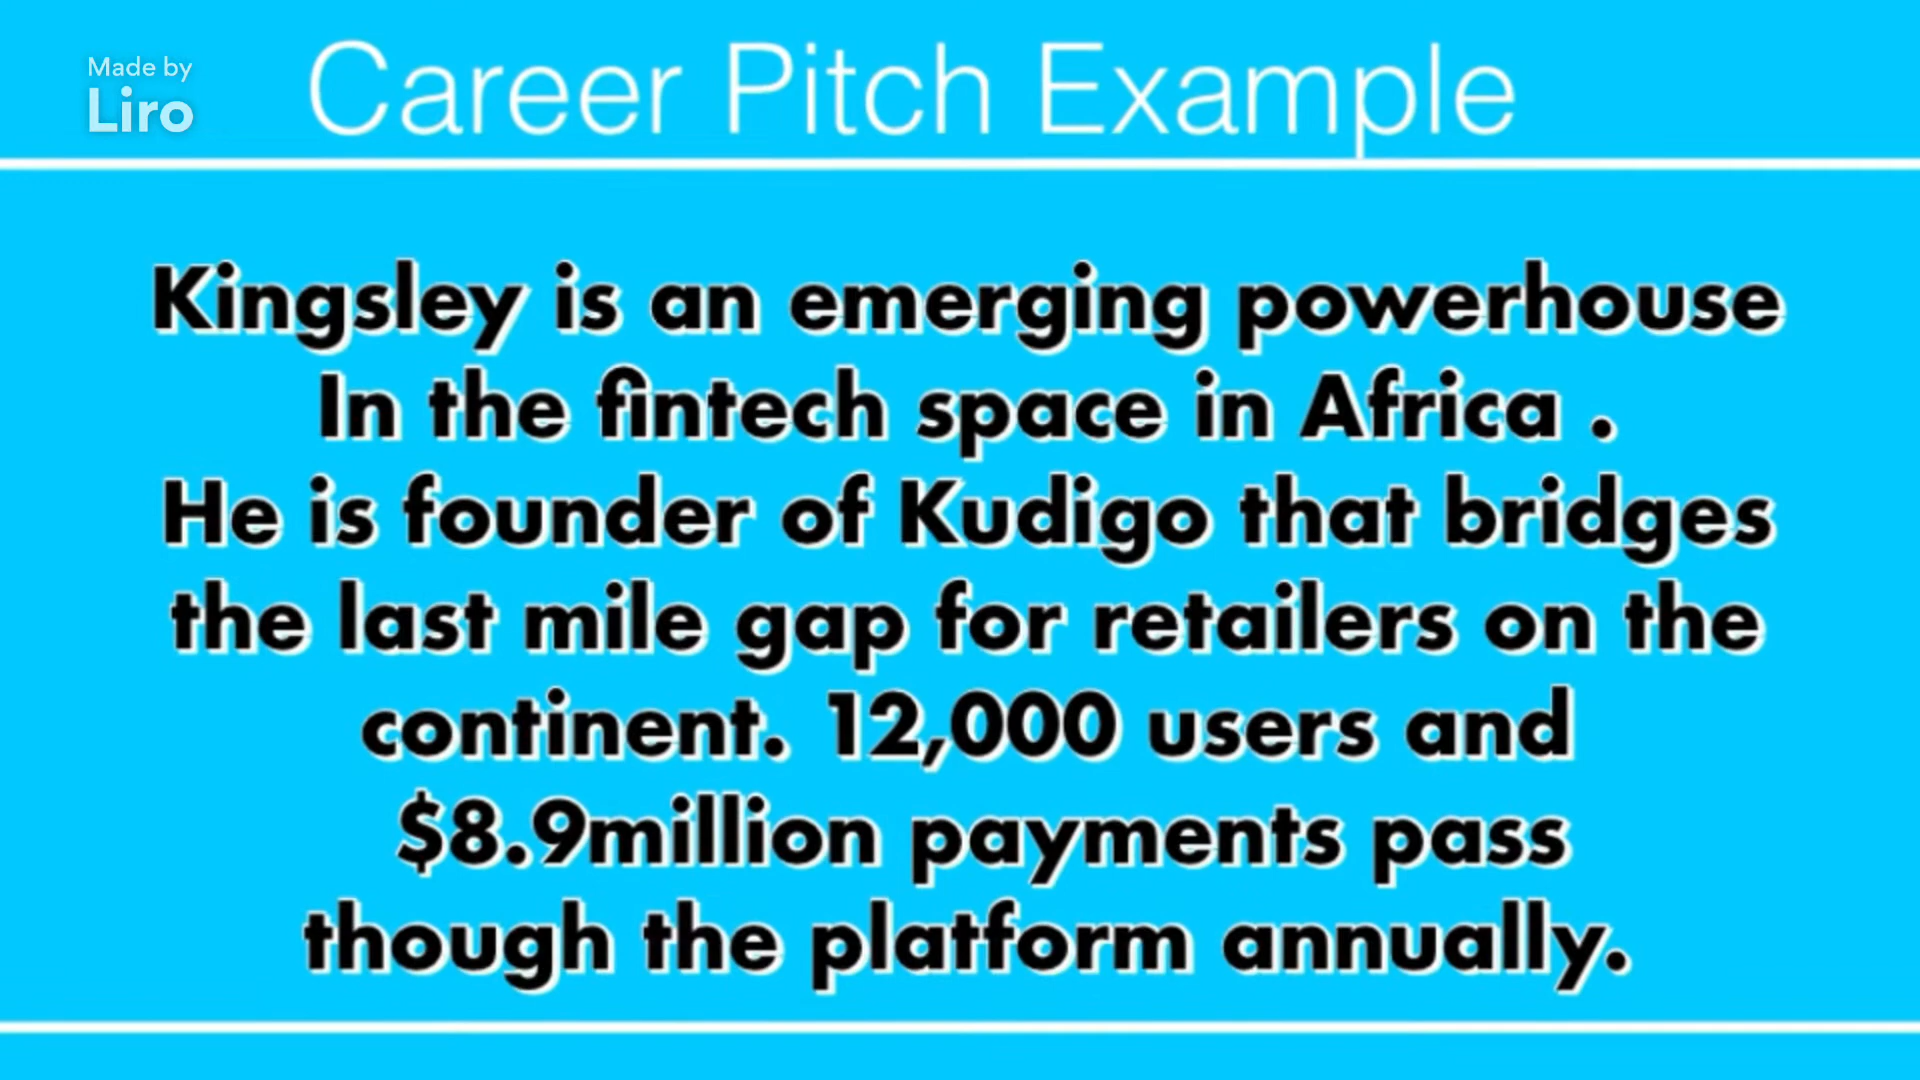 Made by
Liro
Career Pitch Example
Kingsley is an emerging powerhouse
In the fintech space in Africa .
He is founder of Kudigo that bridges
the last mile gap for retailers on the
continent. 12,000 users and
$8.9million payments pass
though the platform annually.